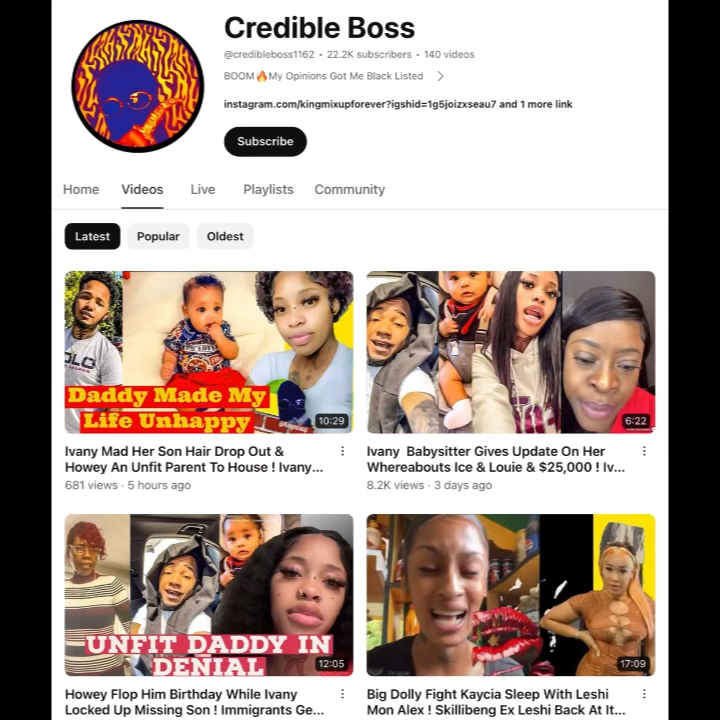 Credible Boss
@credibleboss1162 • 22.2K subscribers • 140 videos
BOOM🔥My Opinions Got Me Black Listed
instagram.com/kingmixupforever?igshid=1g5joizxseau7 and 1 more link
Subscribe
Home Videos Live Playlists Community
Latest Popular Oldest
Daddy Made My
Life Unhappy
10:29
6:22
Ivany Mad Her Son Hair Drop Out &
Howey An Unfit Parent To House ! Ivany...
681 views · 5 hours ago
Ivany Babysitter Gives Update On Her
Whereabouts Ice & Louie & $25,000 ! Iv...
8.2K views · 3 days ago
UNFIT DADDY IN
DENIAL
12:05
17:09
Howey Flop Him Birthday While Ivany
Locked Up Missing Son ! Immigrants Ge...
Big Dolly Fight Kaycia Sleep With Leshi
Mon Alex ! Skillibeng Ex Leshi Back At It...